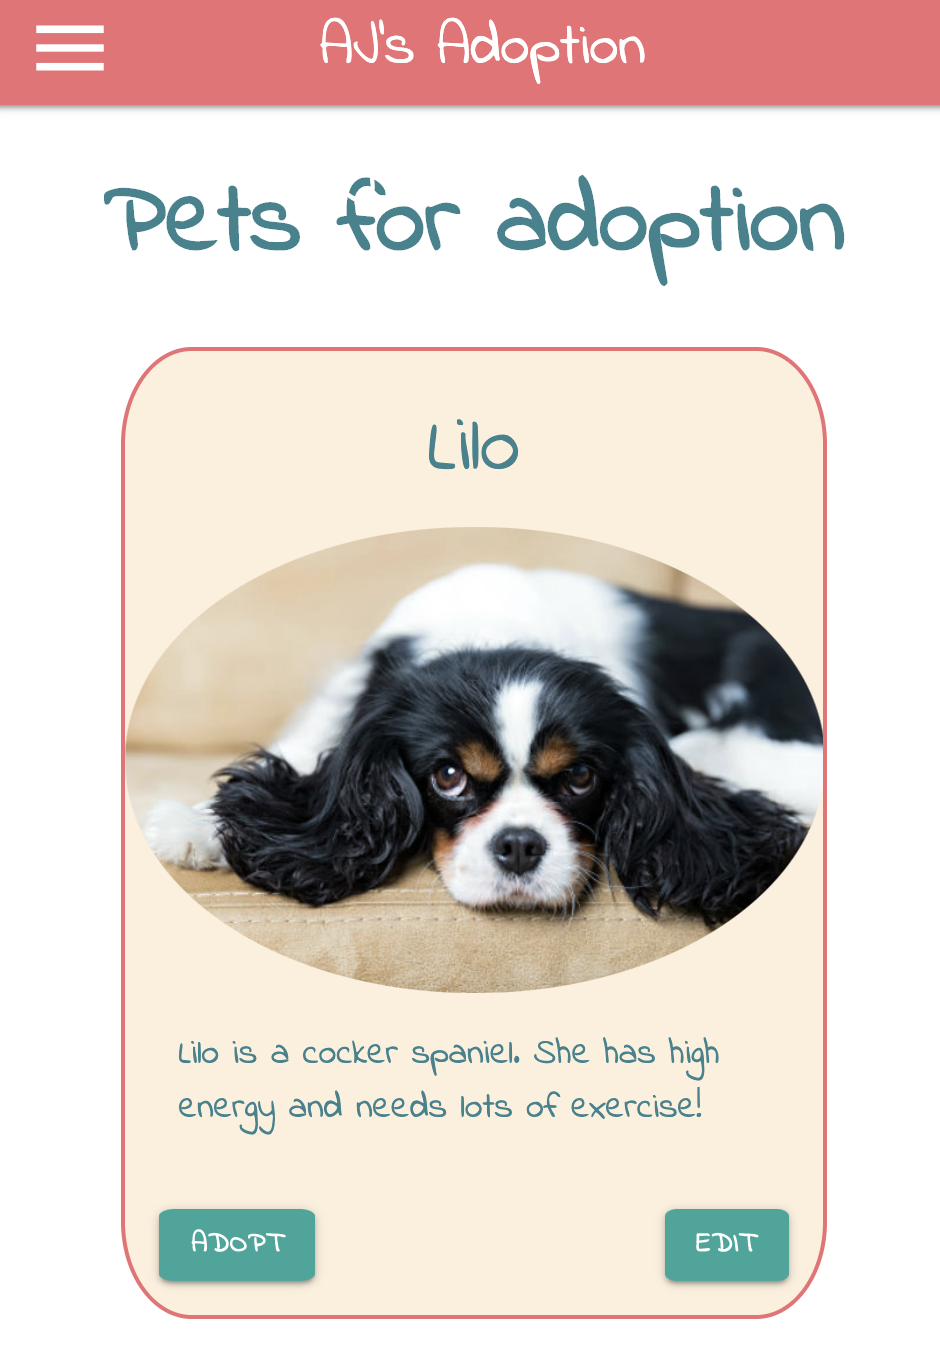 AJ's Adoption
Pets for adoption
Lilo
Lilo is a cocker spaniel. She has high
energy and needs lots of exercise!
ADOPT
EDIT